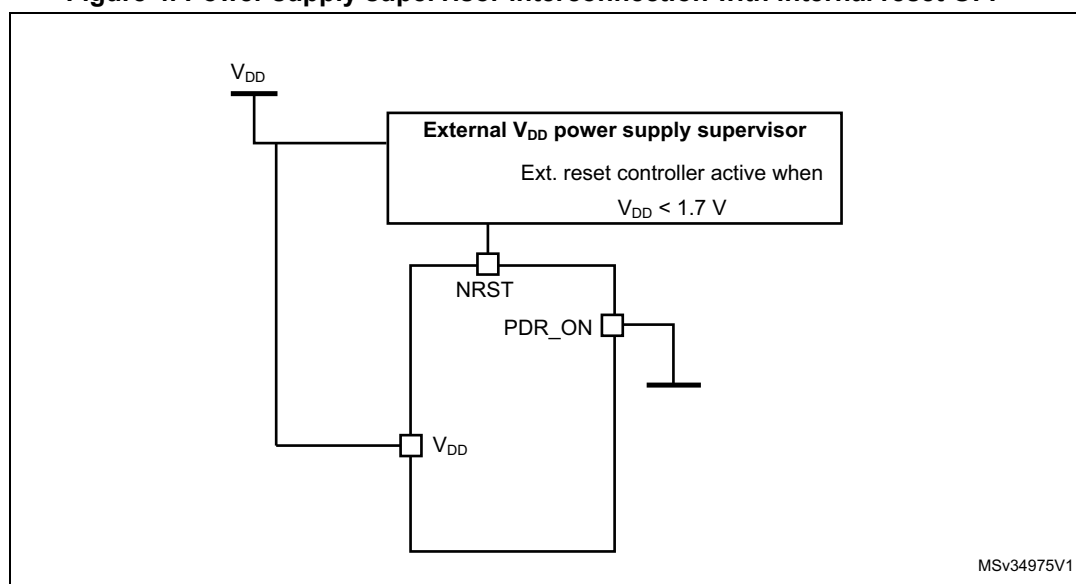 V_DD
External V_DD power supply supervisor
Ext. reset controller active when
V_DD < 1.7 V
NRST
PDR_ON
V_DD
MSv34975V1